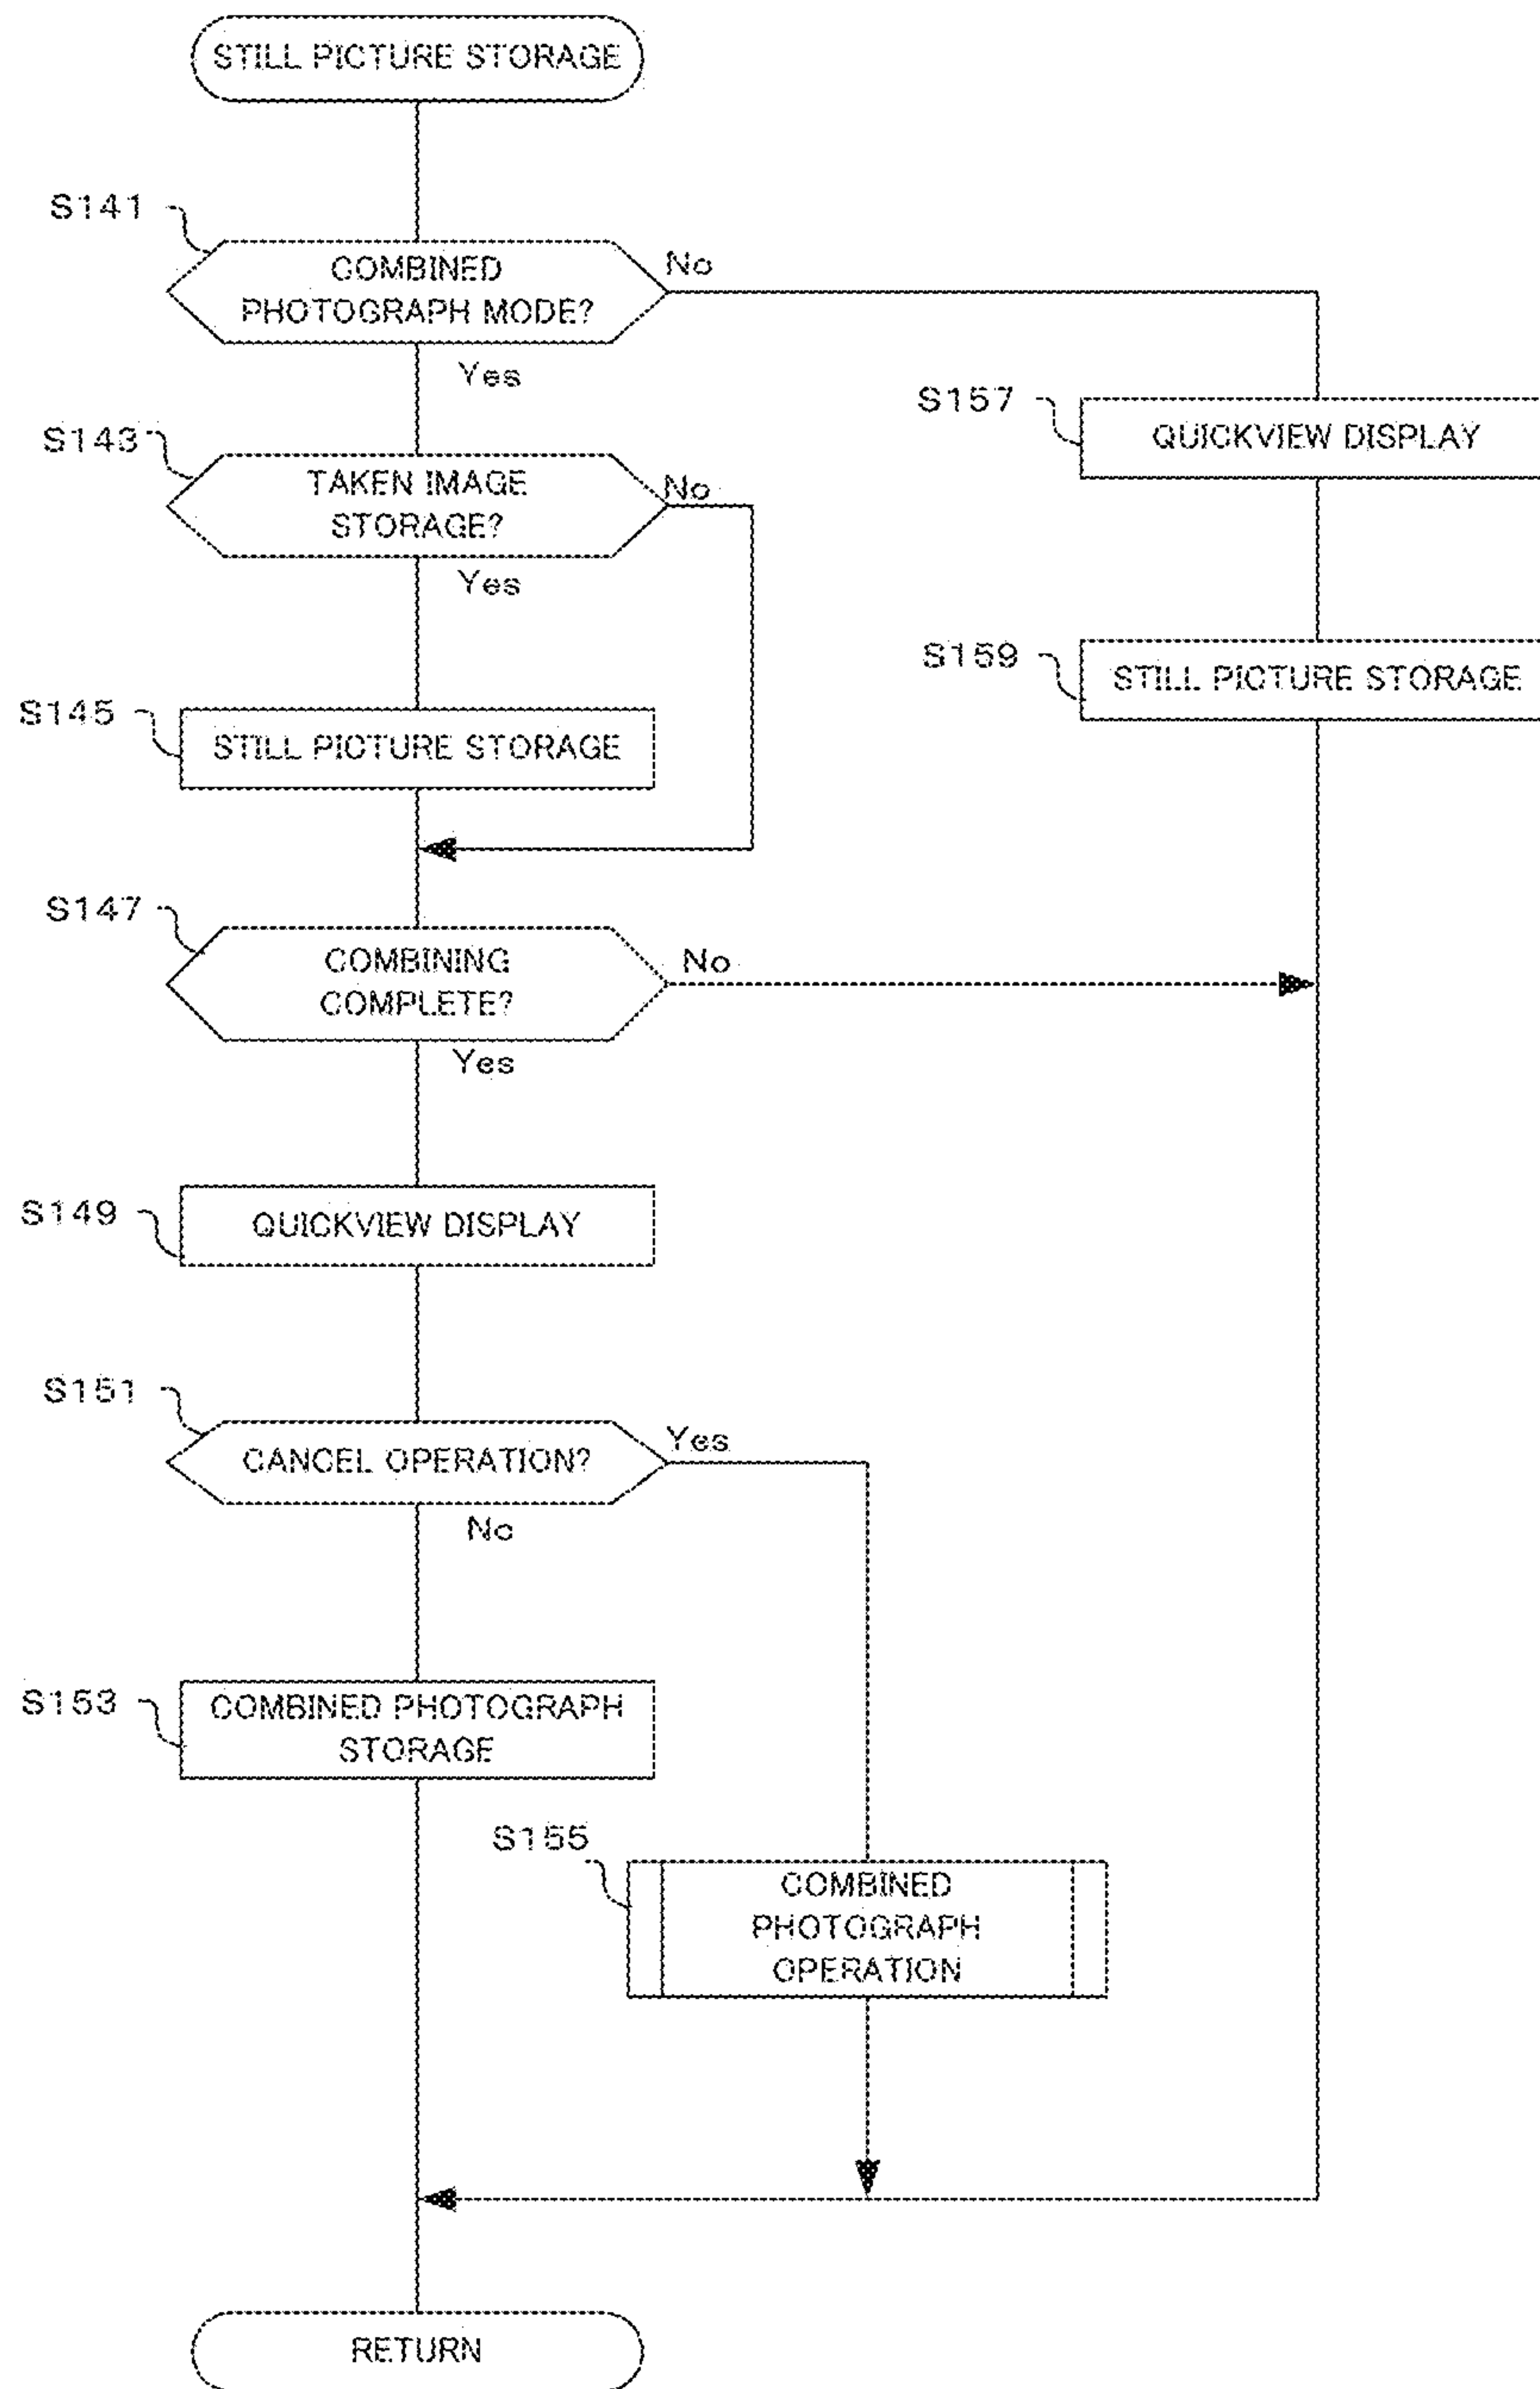 STILL PICTURE STORAGE
S141
COMBINED
PHOTOGRAPH MODE?
No
Yes
S157
QUICKVIEW DISPLAY
S143
TAKEN IMAGE
STORAGE?
No
Yes
S159
STILL PICTURE STORAGE
S145
STILL PICTURE STORAGE
S147
COMBINING
COMPLETE?
No
Yes
S149
QUICKVIEW DISPLAY
S151
CANCEL OPERATION?
Yes
No
S153
COMBINED PHOTOGRAPH
STORAGE
S155
COMBINED
PHOTOGRAPH
OPERATION
RETURN